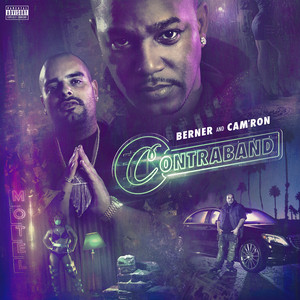 PARENTAL
ADVISORY
EXPLICIT CONTENT
BERNER AND CAM'RON
CONTRABAND
MOTEL